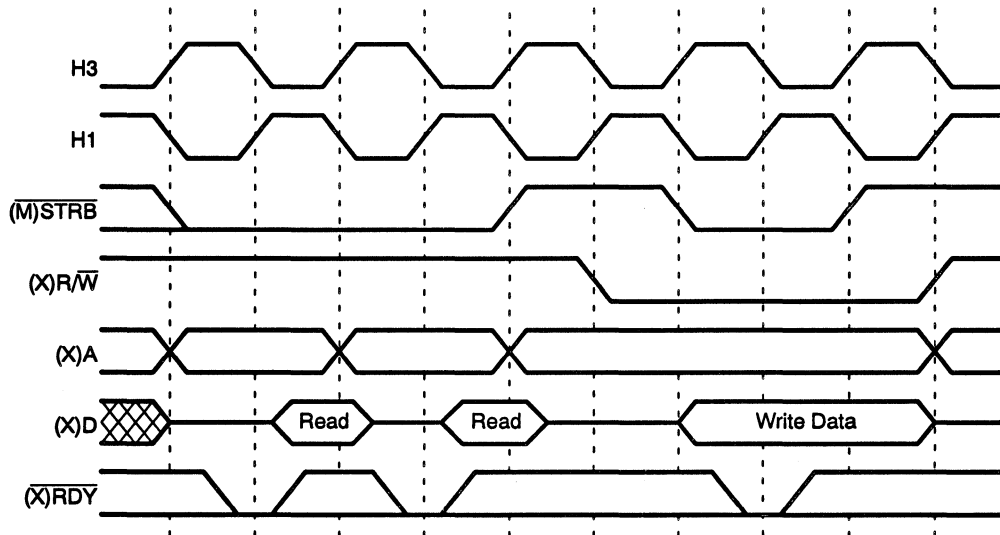 H3
H1
(M)STRB
(X)R/W
(X)A
(X)D
Read
Read
Write Data
(X)RDY